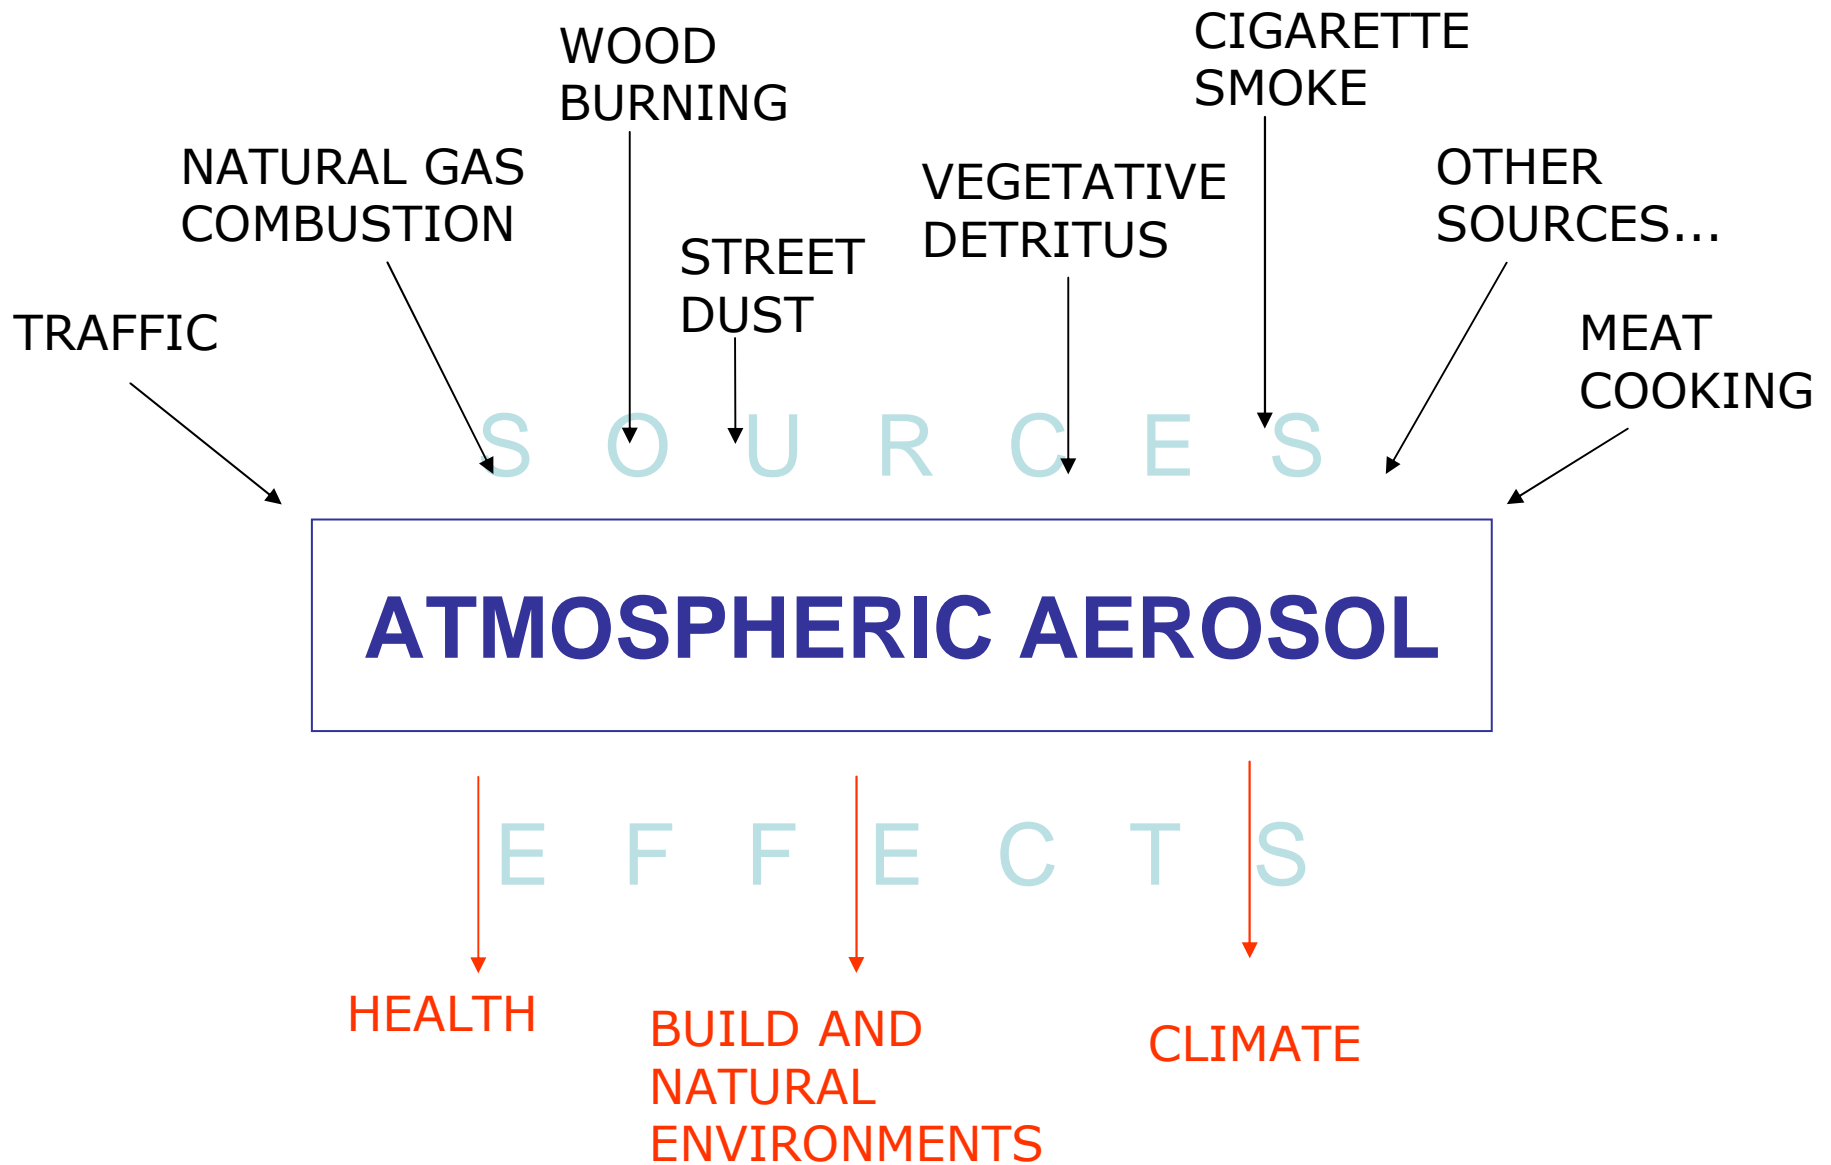 WOOD
BURNING
CIGARETTE
SMOKE
NATURAL GAS
COMBUSTION
VEGETATIVE
DETRITUS
OTHER
SOURCES...
STREET
DUST
TRAFFIC
MEAT
COOKING
S O U R C E S
ATMOSPHERIC AEROSOL
E F F E C T S
HEALTH
BUILD AND
NATURAL
ENVIRONMENTS
CLIMATE